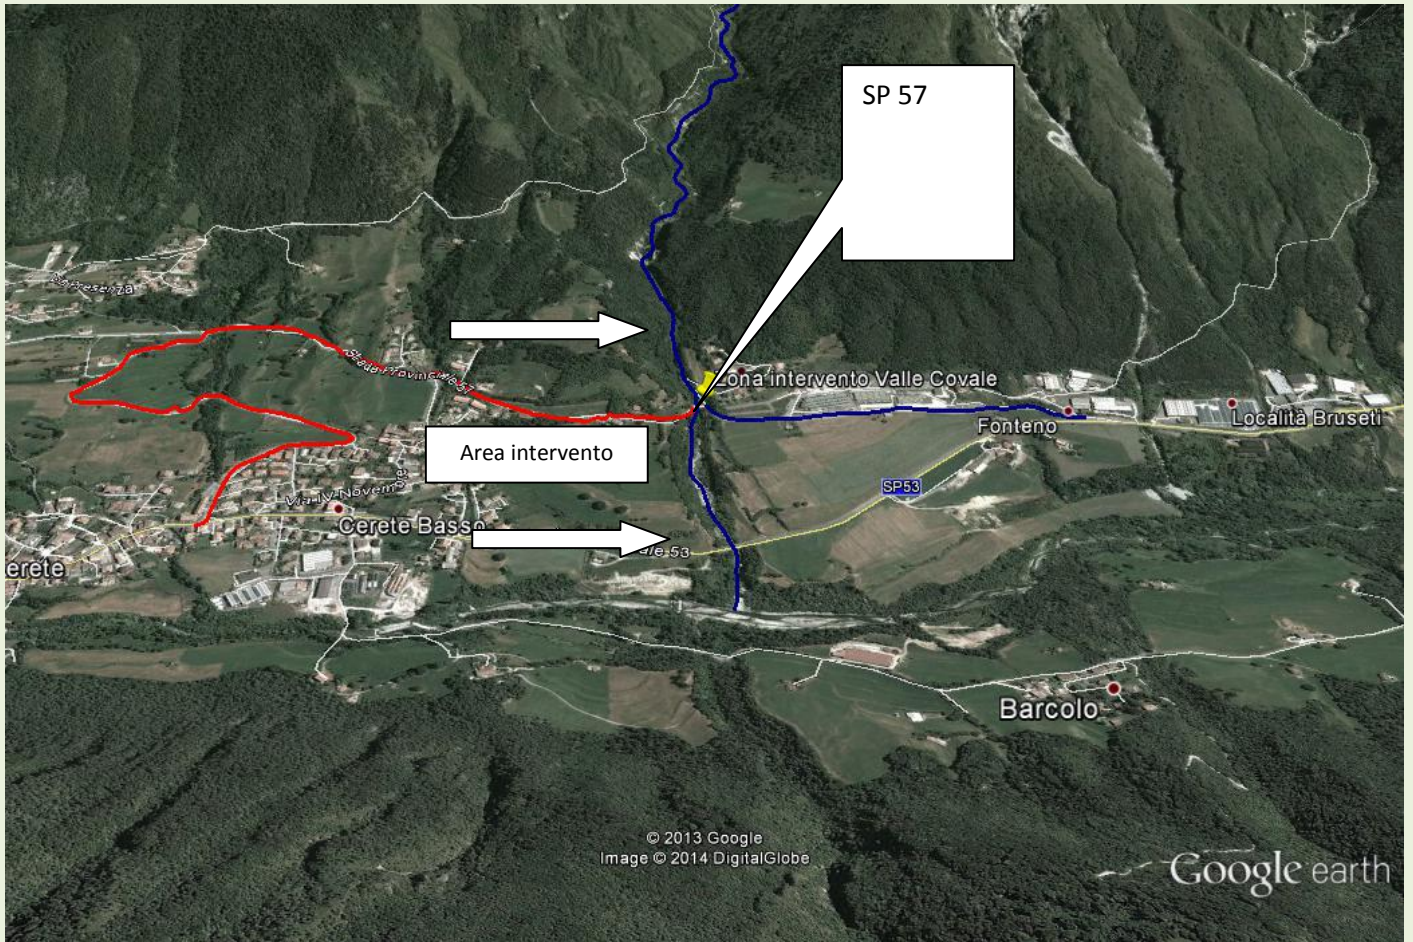 SP 57
Strada Provinciale 57
Zona intervento Valle Covale
Località Bruseti
Fonteno
Area intervento
SP53
Via IV Novembre
Cerete Basso
ale 53
erete
Barcolo
© 2013 Google
Image © 2014 DigitalGlobe
Google earth